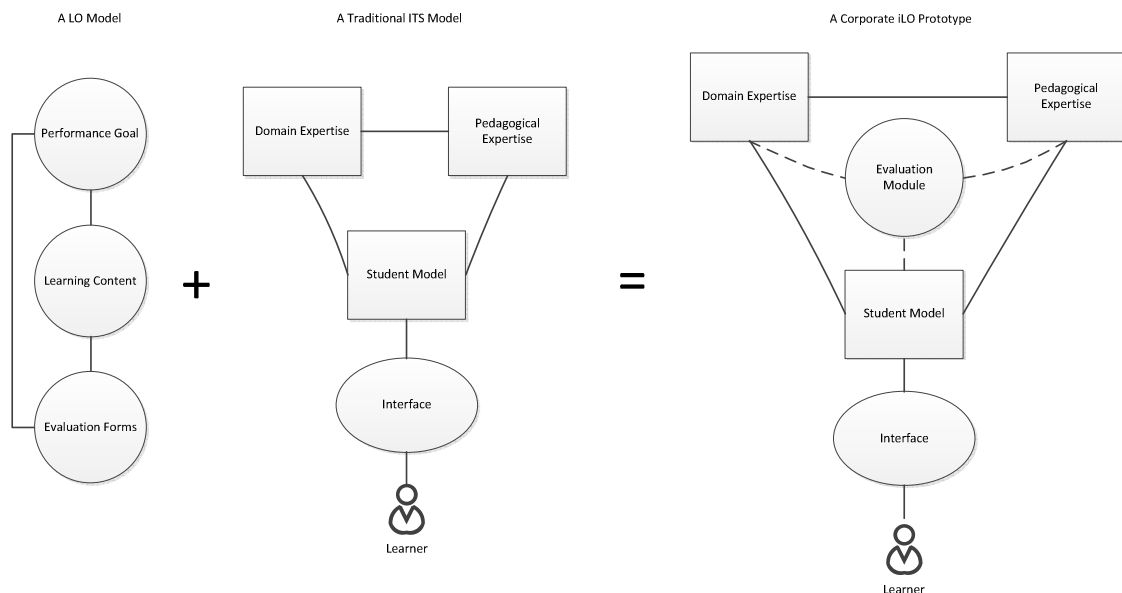 A LO Model
Performance Goal
Learning Content
Evaluation Forms
+
A Traditional ITS Model
Domain Expertise
Pedagogical
Expertise
Student Model
Interface
Learner
=
A Corporate iLO Prototype
Domain Expertise
Pedagogical
Expertise
Evaluation
Module
Student Model
Interface
Learner